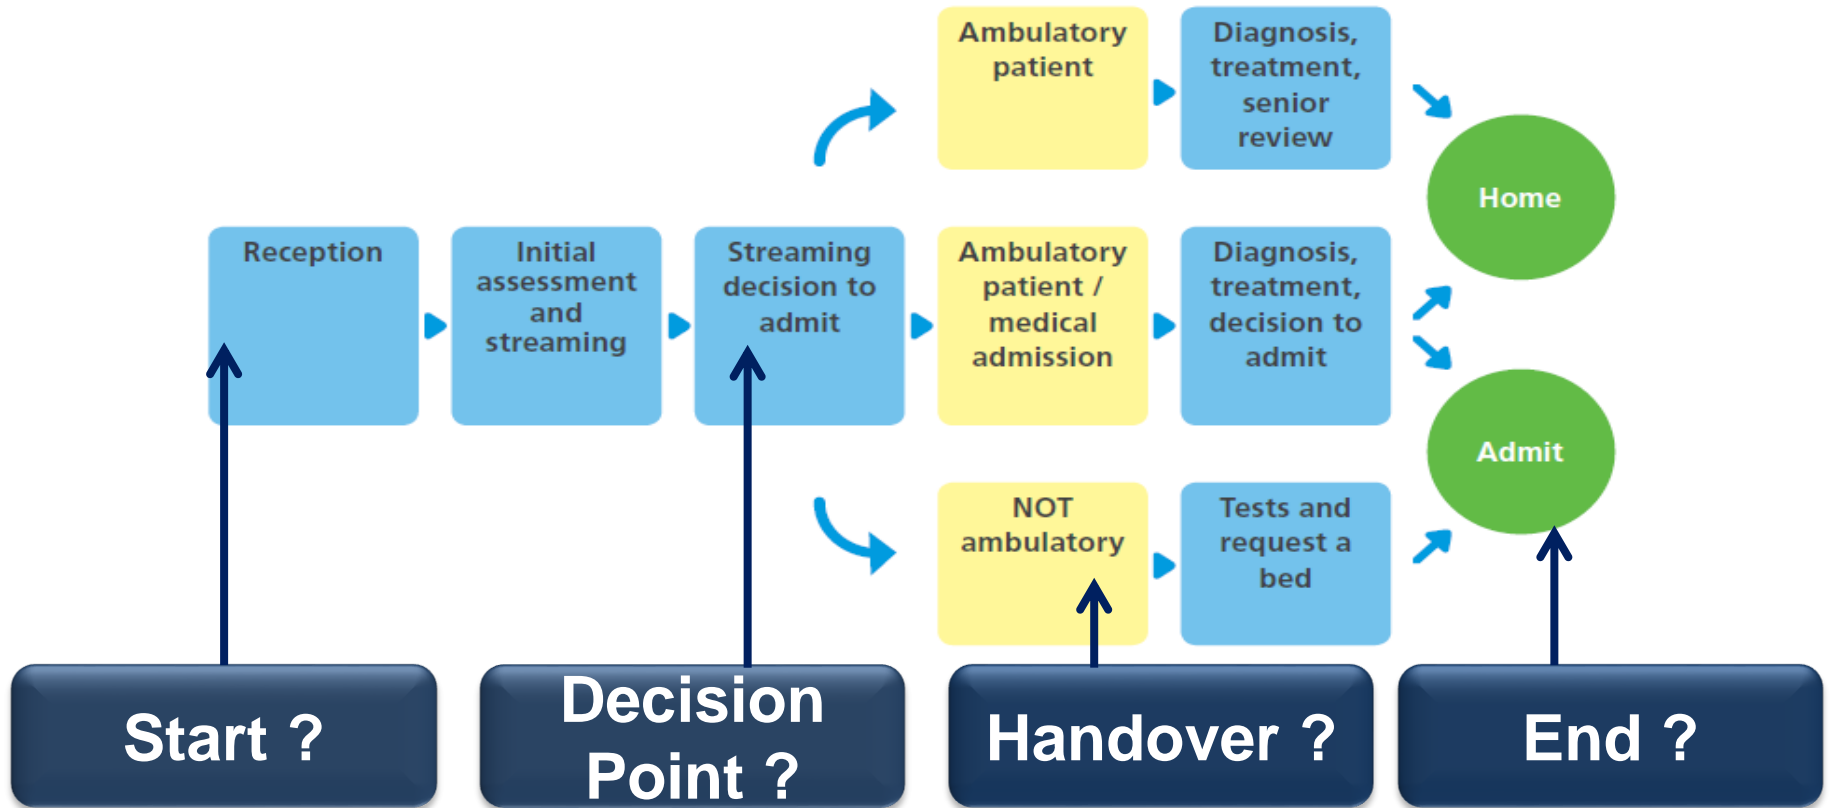 Ambulatory
patient
Diagnosis,
treatment,
senior
review
Home
Reception
Initial
assessment
and
streaming
Streaming
decision to
admit
Ambulatory
patient /
medical
admission
Diagnosis,
treatment,
decision to
admit
Admit
NOT
ambulatory
Tests and
request a
bed
Start ?
Decision
Point ?
Handover ?
End ?